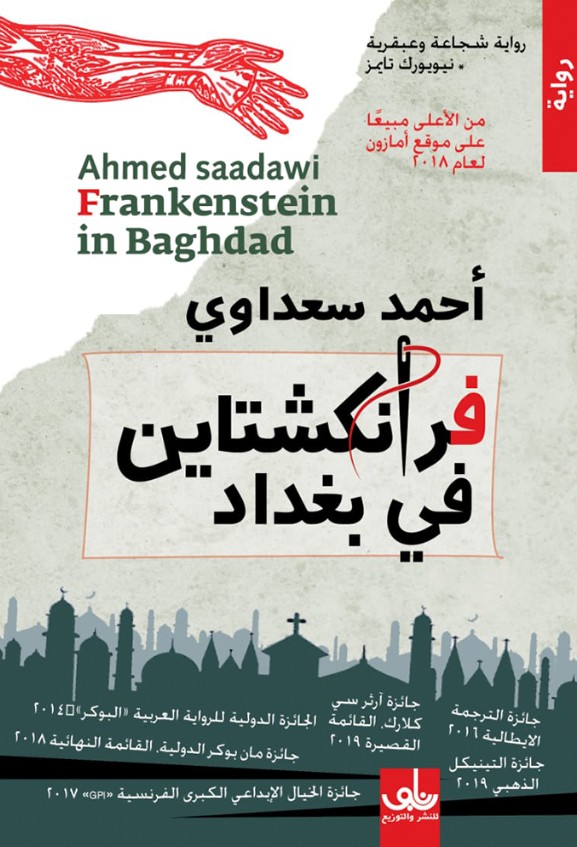 رواية شجاعة وعبقرية
* نيويورك تايمز
رواية
من الأعلى مبيعًا
على موقع أمازون
لعام ٢٠١٨
Ahmed saadawi
Frankenstein
in Baghdad
أحمد سعداوي
فرانكشتاين
في بغداد
جائزة الترجمة
الايطالية ٢٠١٦
جائزة التينيكل
الذهبي ٢٠١٩
جائزة آرثر سي
كلارك. القائمة
القصيرة ٢٠١٩
الجائزة الدولية للرواية العربية «البوكر»□٢٠١٤
جائزة مان بوكر الدولية. القائمة النهائية ٢٠١٨
جائزة الخيال الإبداعي الكبرى الفرنسية «GPI» ٢٠١٧
للنشر والتوزيع